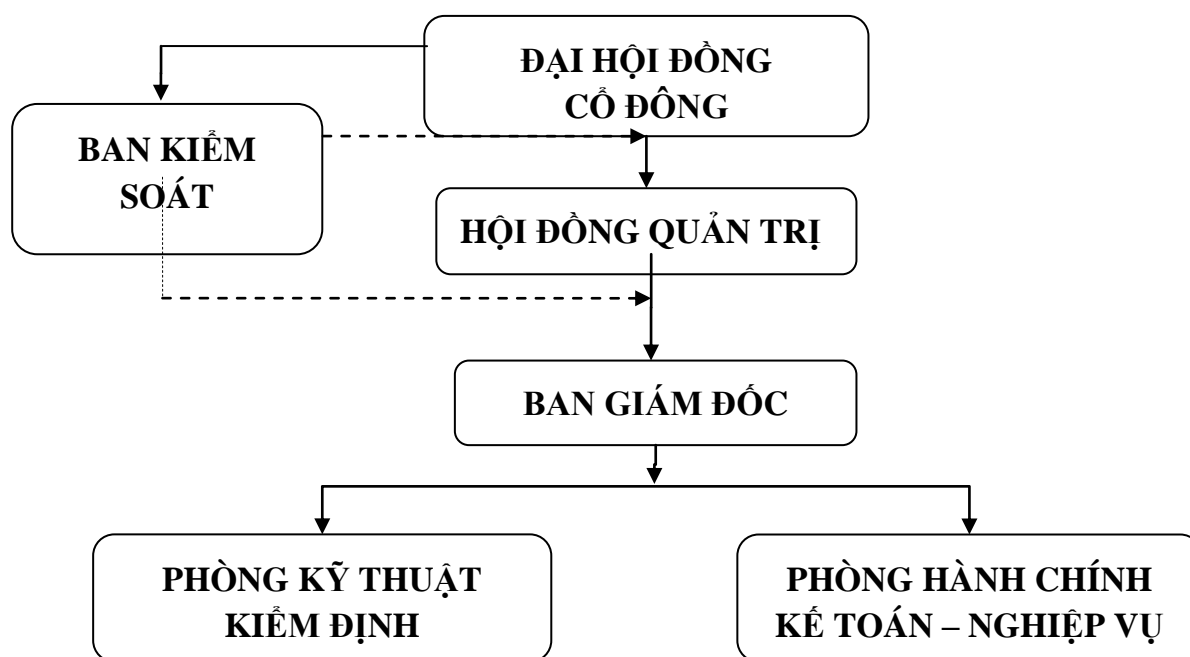 ĐẠI HỘI ĐỒNG
CỔ ĐÔNG
BAN KIỂM
SOÁT
HỘI ĐỒNG QUẢN TRỊ
BAN GIÁM ĐỐC
PHÒNG KỸ THUẬT
KIỂM ĐỊNH
PHÒNG HÀNH CHÍNH
KẾ TOÁN – NGHIỆP VỤ